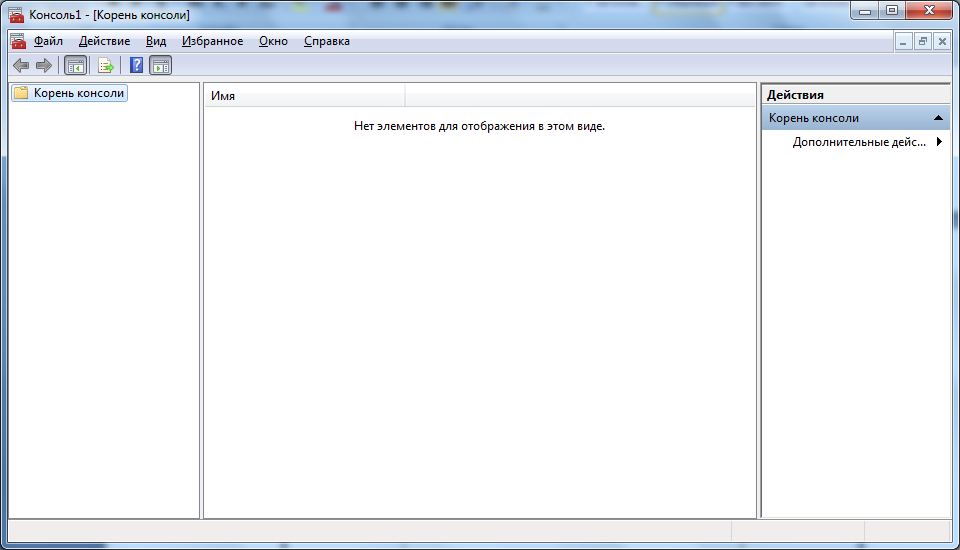 Консоль1 - [Корень консоли]
Файл Действие Вид Избранное Окно Справка
Корень консоли
Имя
Нет элементов для отображения в этом виде.
Действия
Корень консоли
Дополнительные дейс...